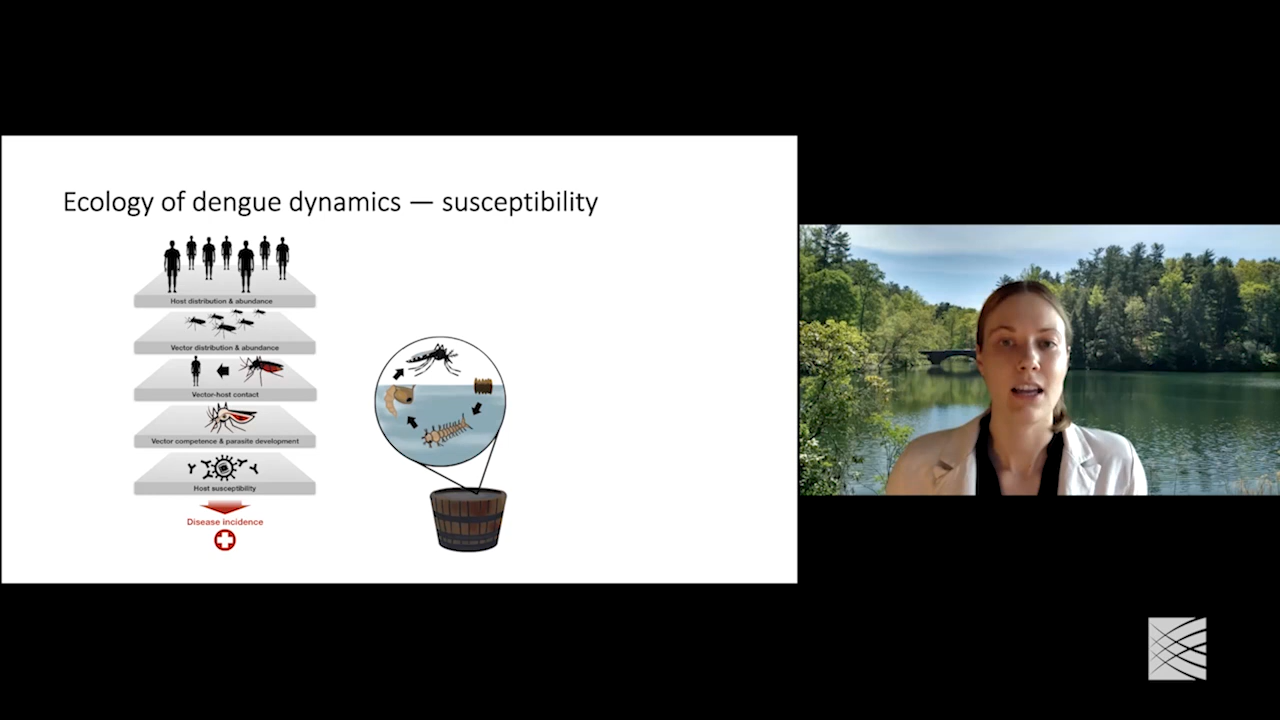 Ecology of dengue dynamics — susceptibility
Host distribution & abundance
Vector distribution & abundance
Vector-host contact
Vector competence & parasite development
Host susceptibility
Disease incidence